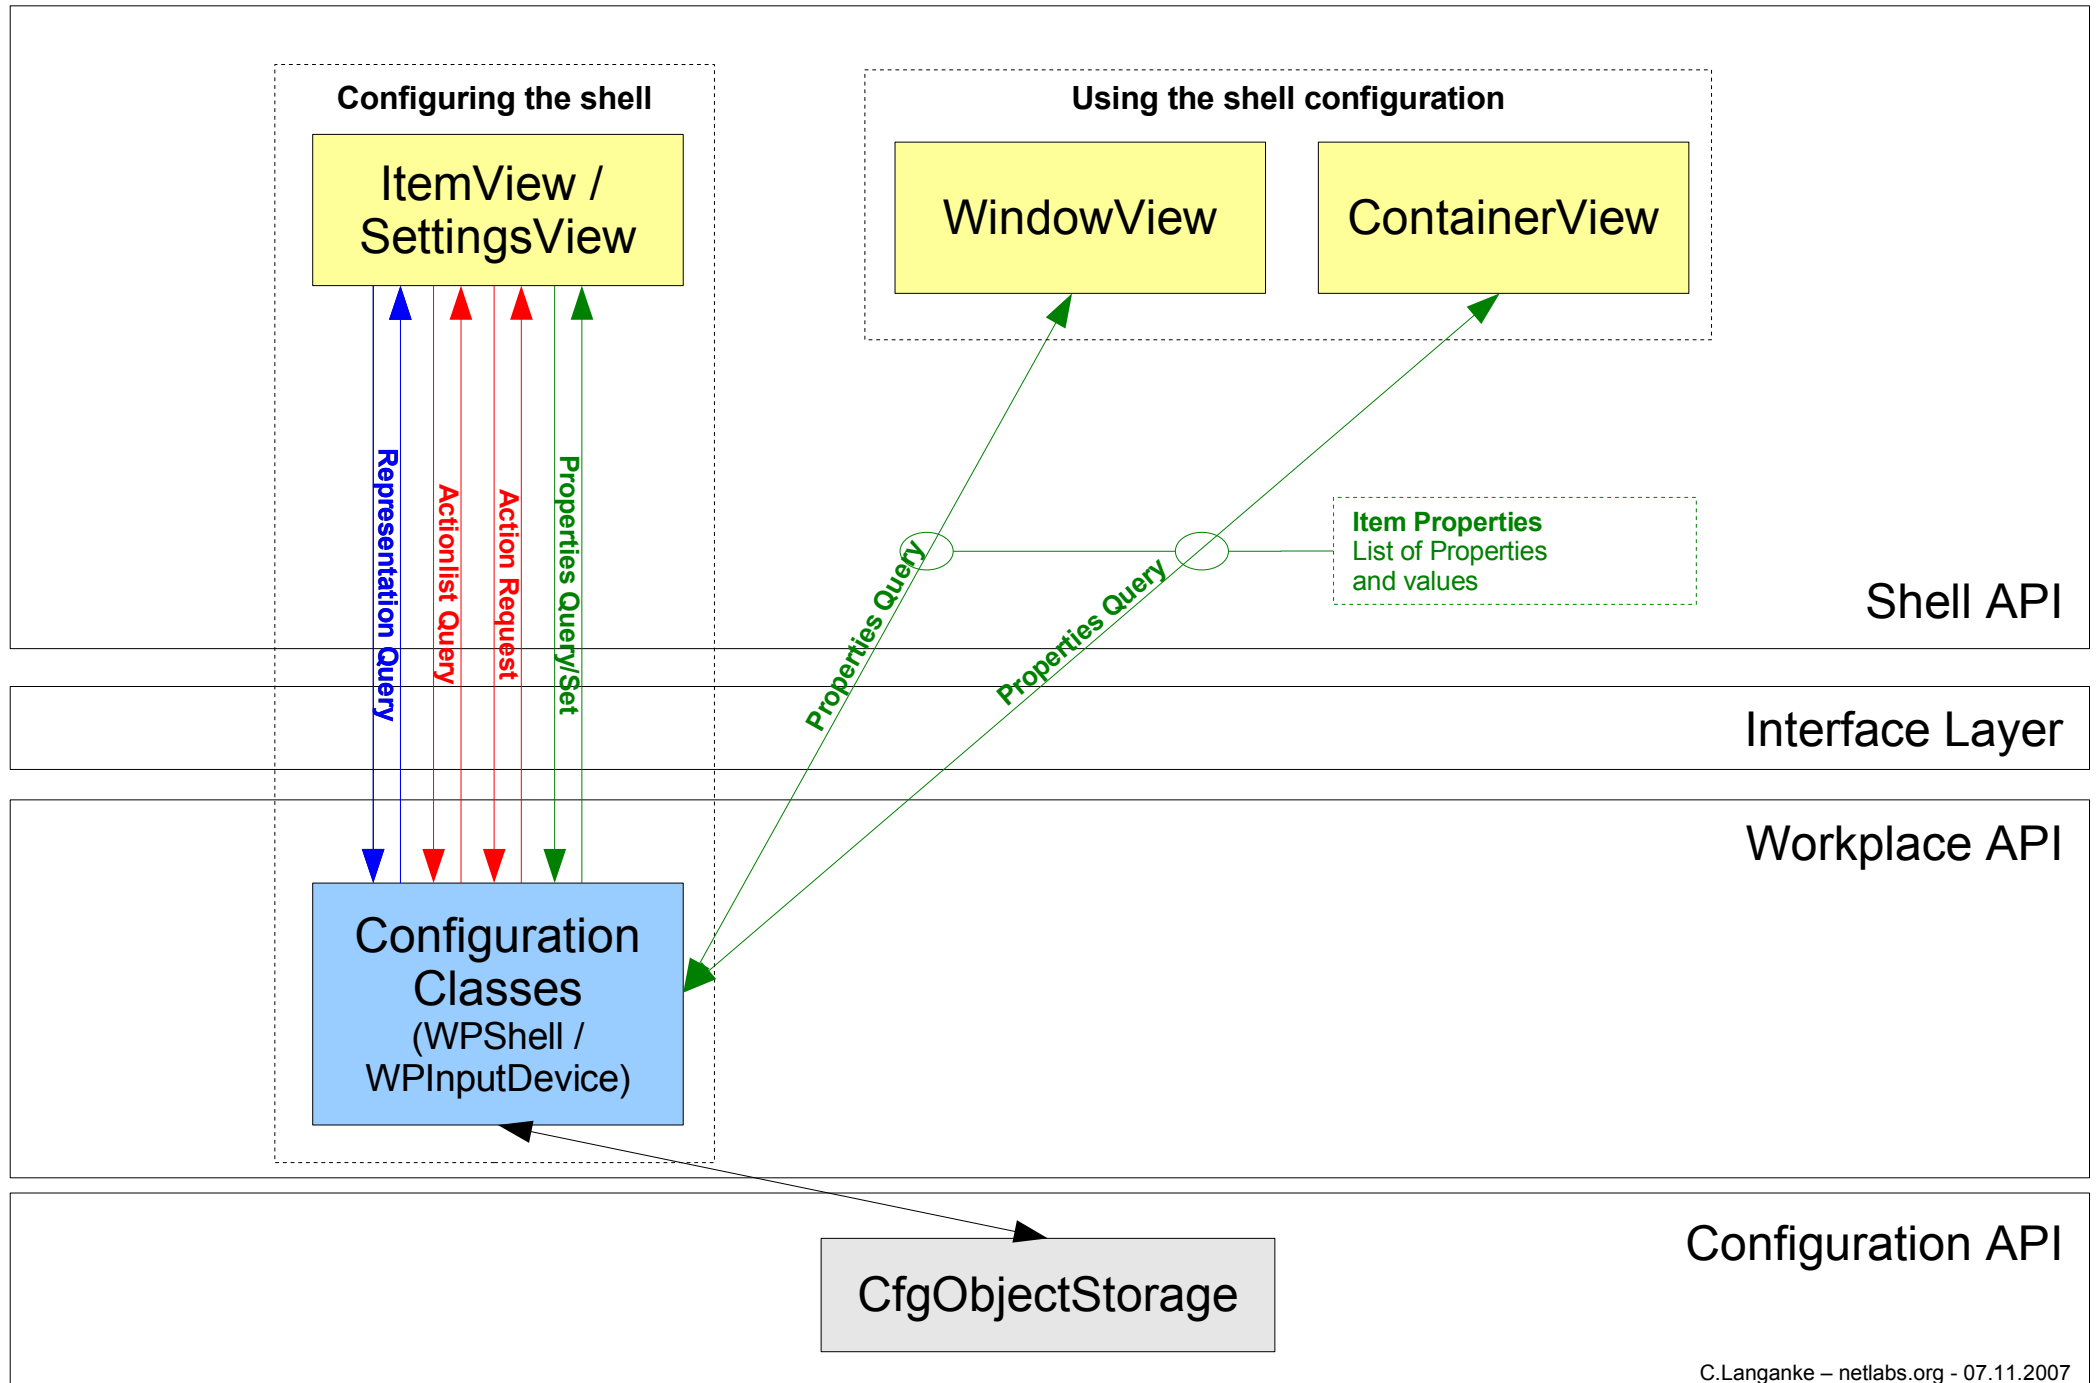 Configuring the shell
Using the shell configuration
ItemView /
SettingsView
WindowView
ContainerView
Representation Query
Actionlist Query
Action Request
Properties Query/Set
Properties Query
Properties Query
Item Properties
List of Properties
and values
Shell API
Interface Layer
Workplace API
Configuration
Classes
(WPShell /
WPInputDevice)
Configuration API
CfgObjectStorage
C.Langanke – netlabs.org - 07.11.2007